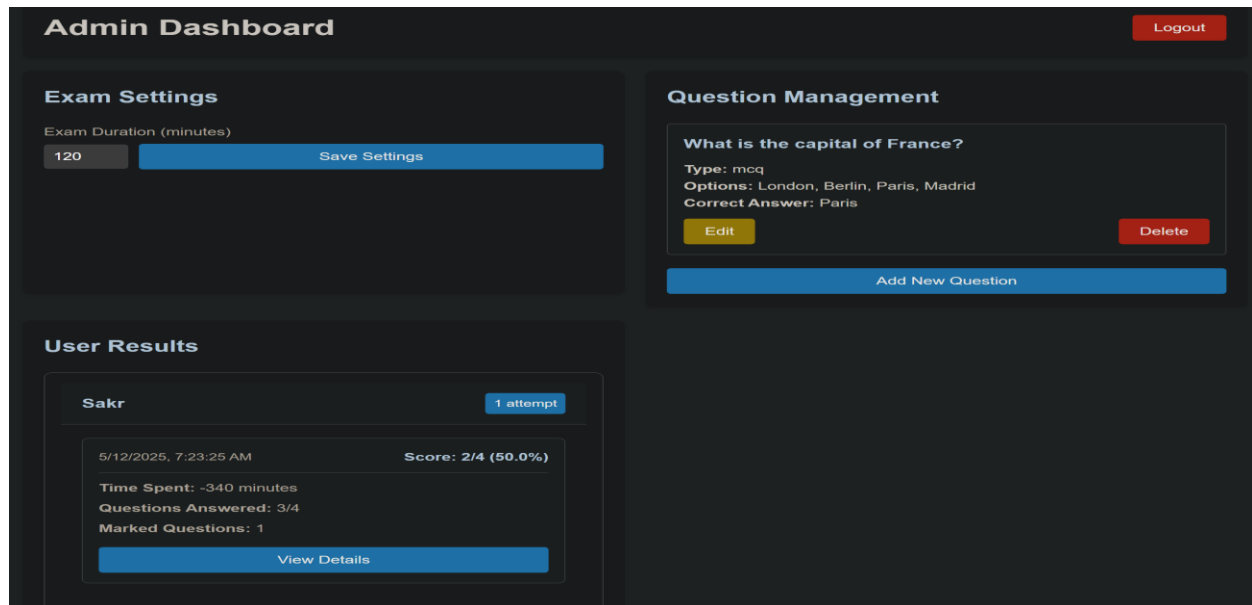 Admin Dashboard
Logout
Exam Settings
Exam Duration (minutes)
120
Save Settings
Question Management
What is the capital of France?
Type: mcq
Options: London, Berlin, Paris, Madrid
Correct Answer: Paris
Edit
Delete
Add New Question
User Results
Sakr
1 attempt
5/12/2025, 7:23:25 AM
Score: 2/4 (50.0%)
Time Spent: -340 minutes
Questions Answered: 3/4
Marked Questions: 1
View Details